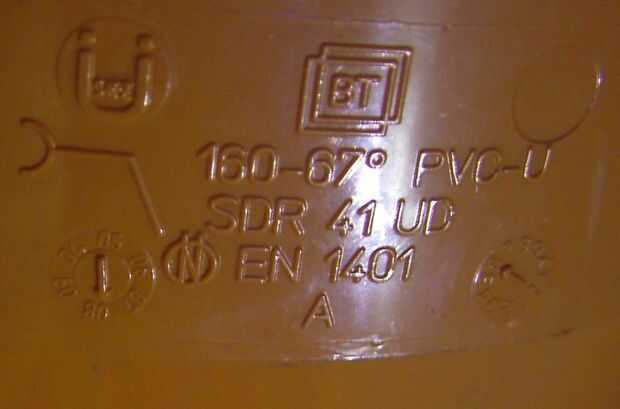 BT
160-67° PVC-U
SDR 41 UD
EN 1401
A